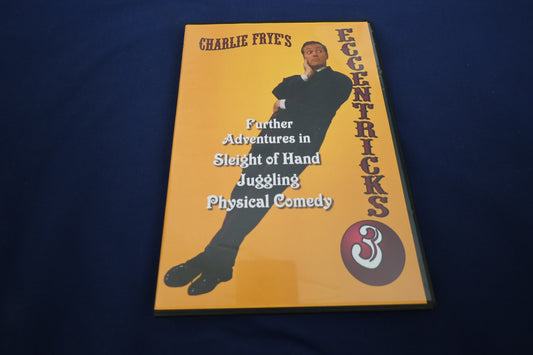 CHARLIE FRYE'S
ECCENTRICKS
3
Further
Adventures in
Sleight of Hand
Juggling
Physical Comedy